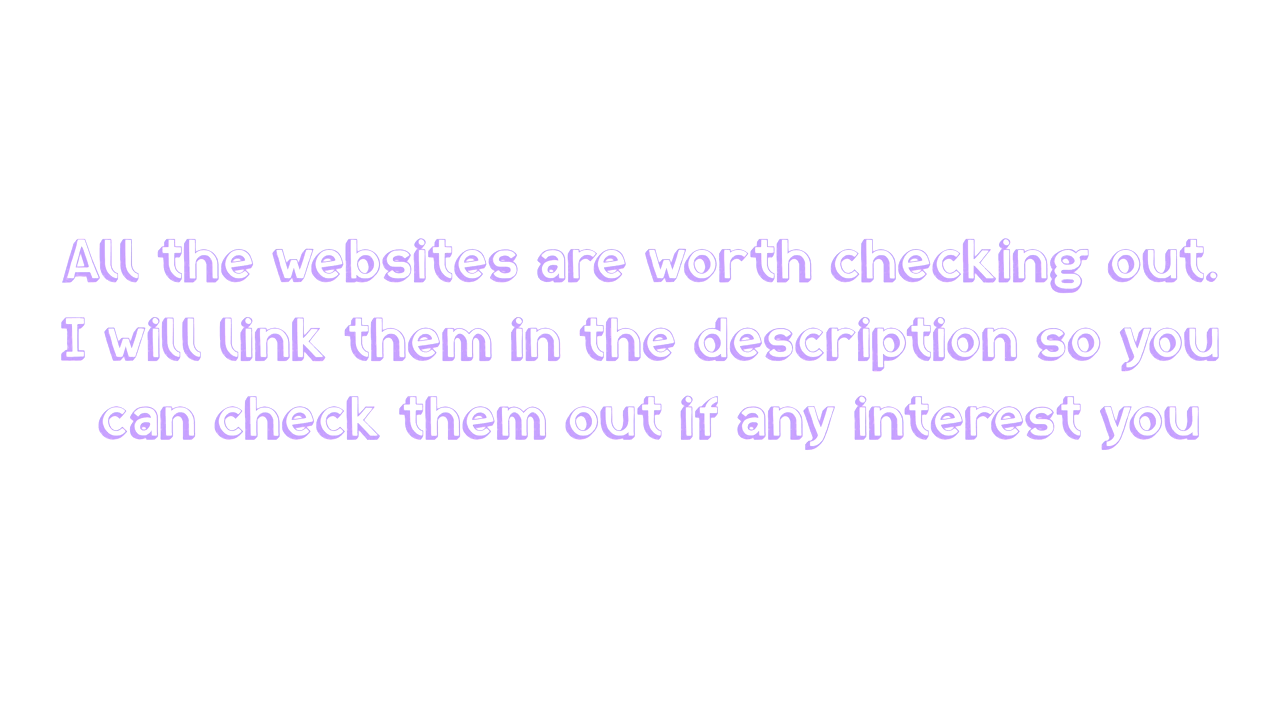 All the websites are worth checking out.
I will link them in the description so you
can check them out if any interest you